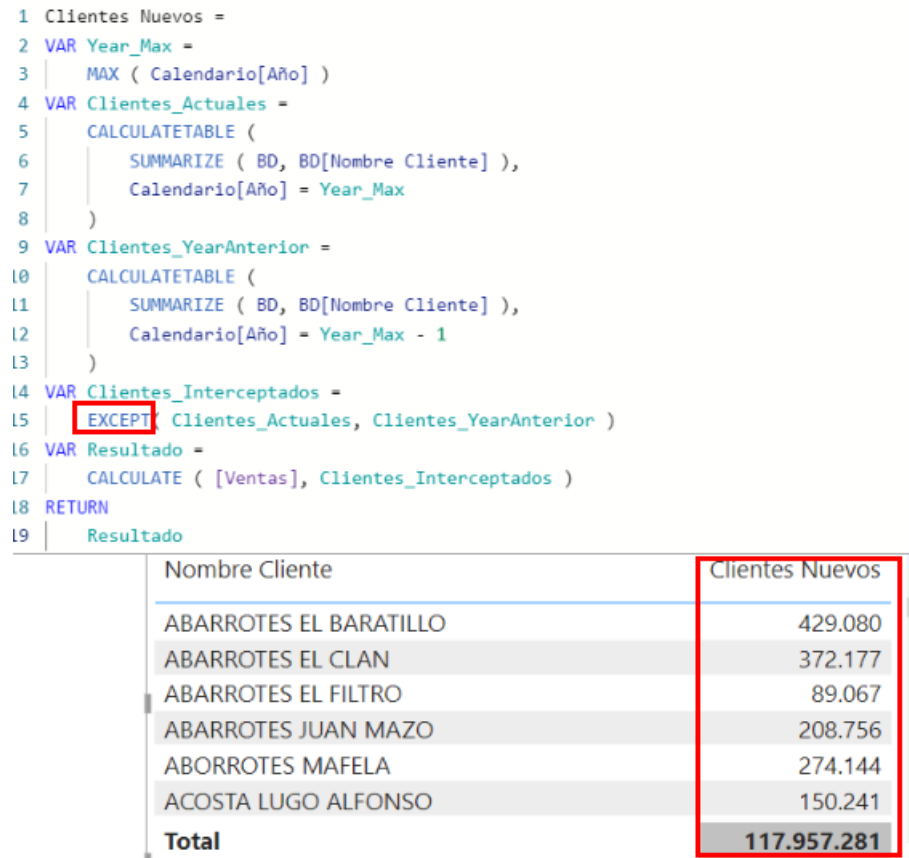 1 Clientes Nuevos =
2 VAR Year_Max =
3 MAX ( Calendario[Año] )
4 VAR Clientes_Actuales =
5 CALCULATETABLE (
6 SUMMARIZE ( BD, BD[Nombre Cliente] ),
7 Calendario[Año] = Year_Max
8 )
9 VAR Clientes_YearAnterior =
10 CALCULATETABLE (
11 SUMMARIZE ( BD, BD[Nombre Cliente] ),
12 Calendario[Año] = Year_Max - 1
13 )
14 VAR Clientes_Interceptados =
15 EXCEPT( Clientes_Actuales, Clientes_YearAnterior )
16 VAR Resultado =
17 CALCULATE ( [Ventas], Clientes_Interceptados )
18 RETURN
19 Resultado
Nombre Cliente Clientes Nuevos
ABARROTES EL BARATILLO 429.080
ABARROTES EL CLAN 372.177
ABARROTES EL FILTRO 89.067
ABARROTES JUAN MAZO 208.756
ABORROTES MAFELA 274.144
ACOSTA LUGO ALFONSO 150.241
Total 117.957.281